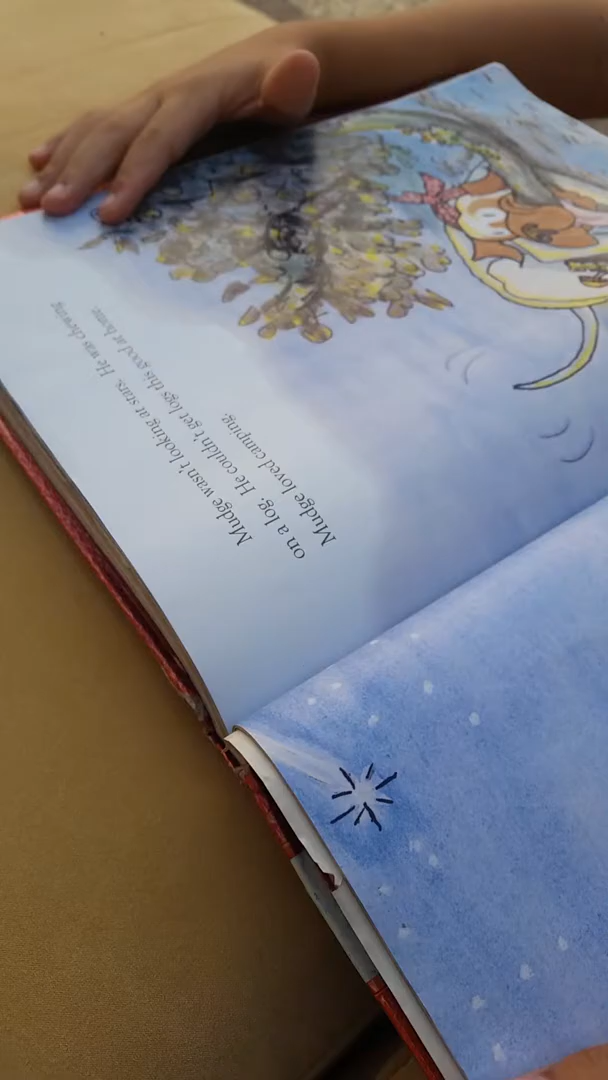 Mudge wasn't looking at stars. He was chewing
on a log. He couldn't get logs this good at home.
Mudge loved camping.